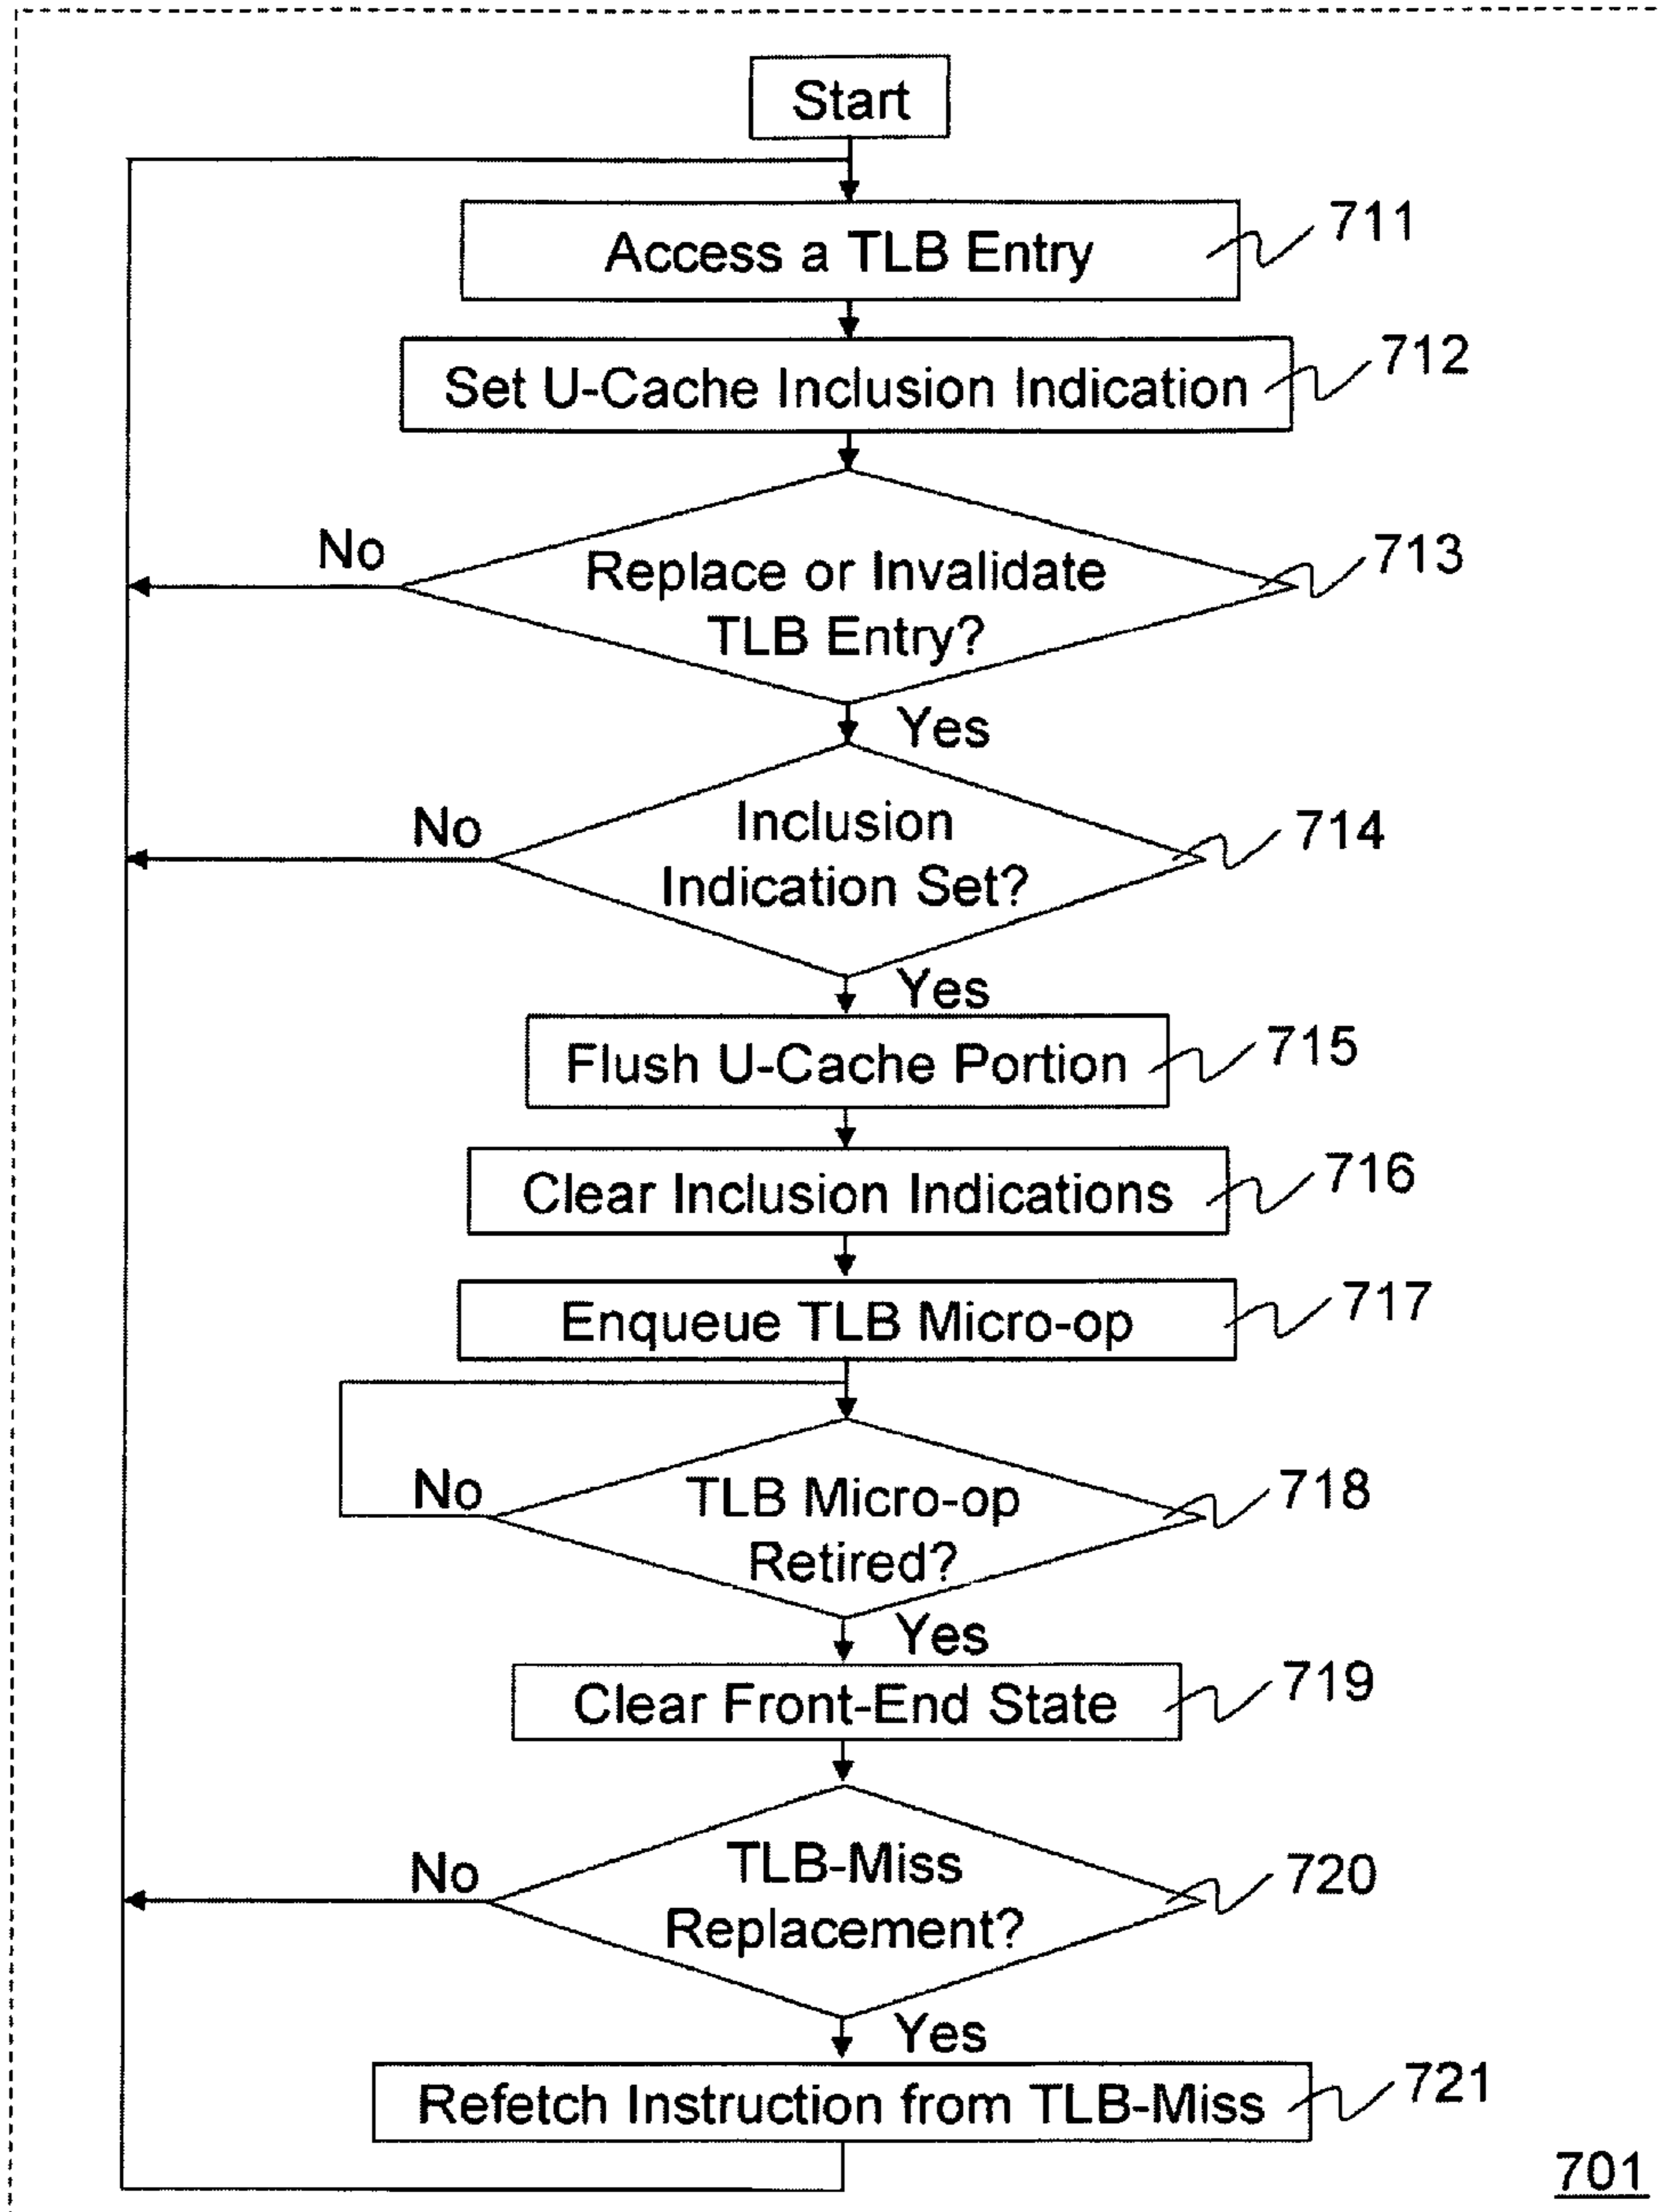 Start
Access a TLB Entry
711
Set U-Cache Inclusion Indication
712
No
Replace or Invalidate
TLB Entry?
713
Yes
No
Inclusion
Indication Set?
714
Yes
Flush U-Cache Portion
715
Clear Inclusion Indications
716
Enqueue TLB Micro-op
717
No
TLB Micro-op
Retired?
718
Yes
Clear Front-End State
719
No
TLB-Miss
Replacement?
720
Yes
Refetch Instruction from TLB-Miss
721
701